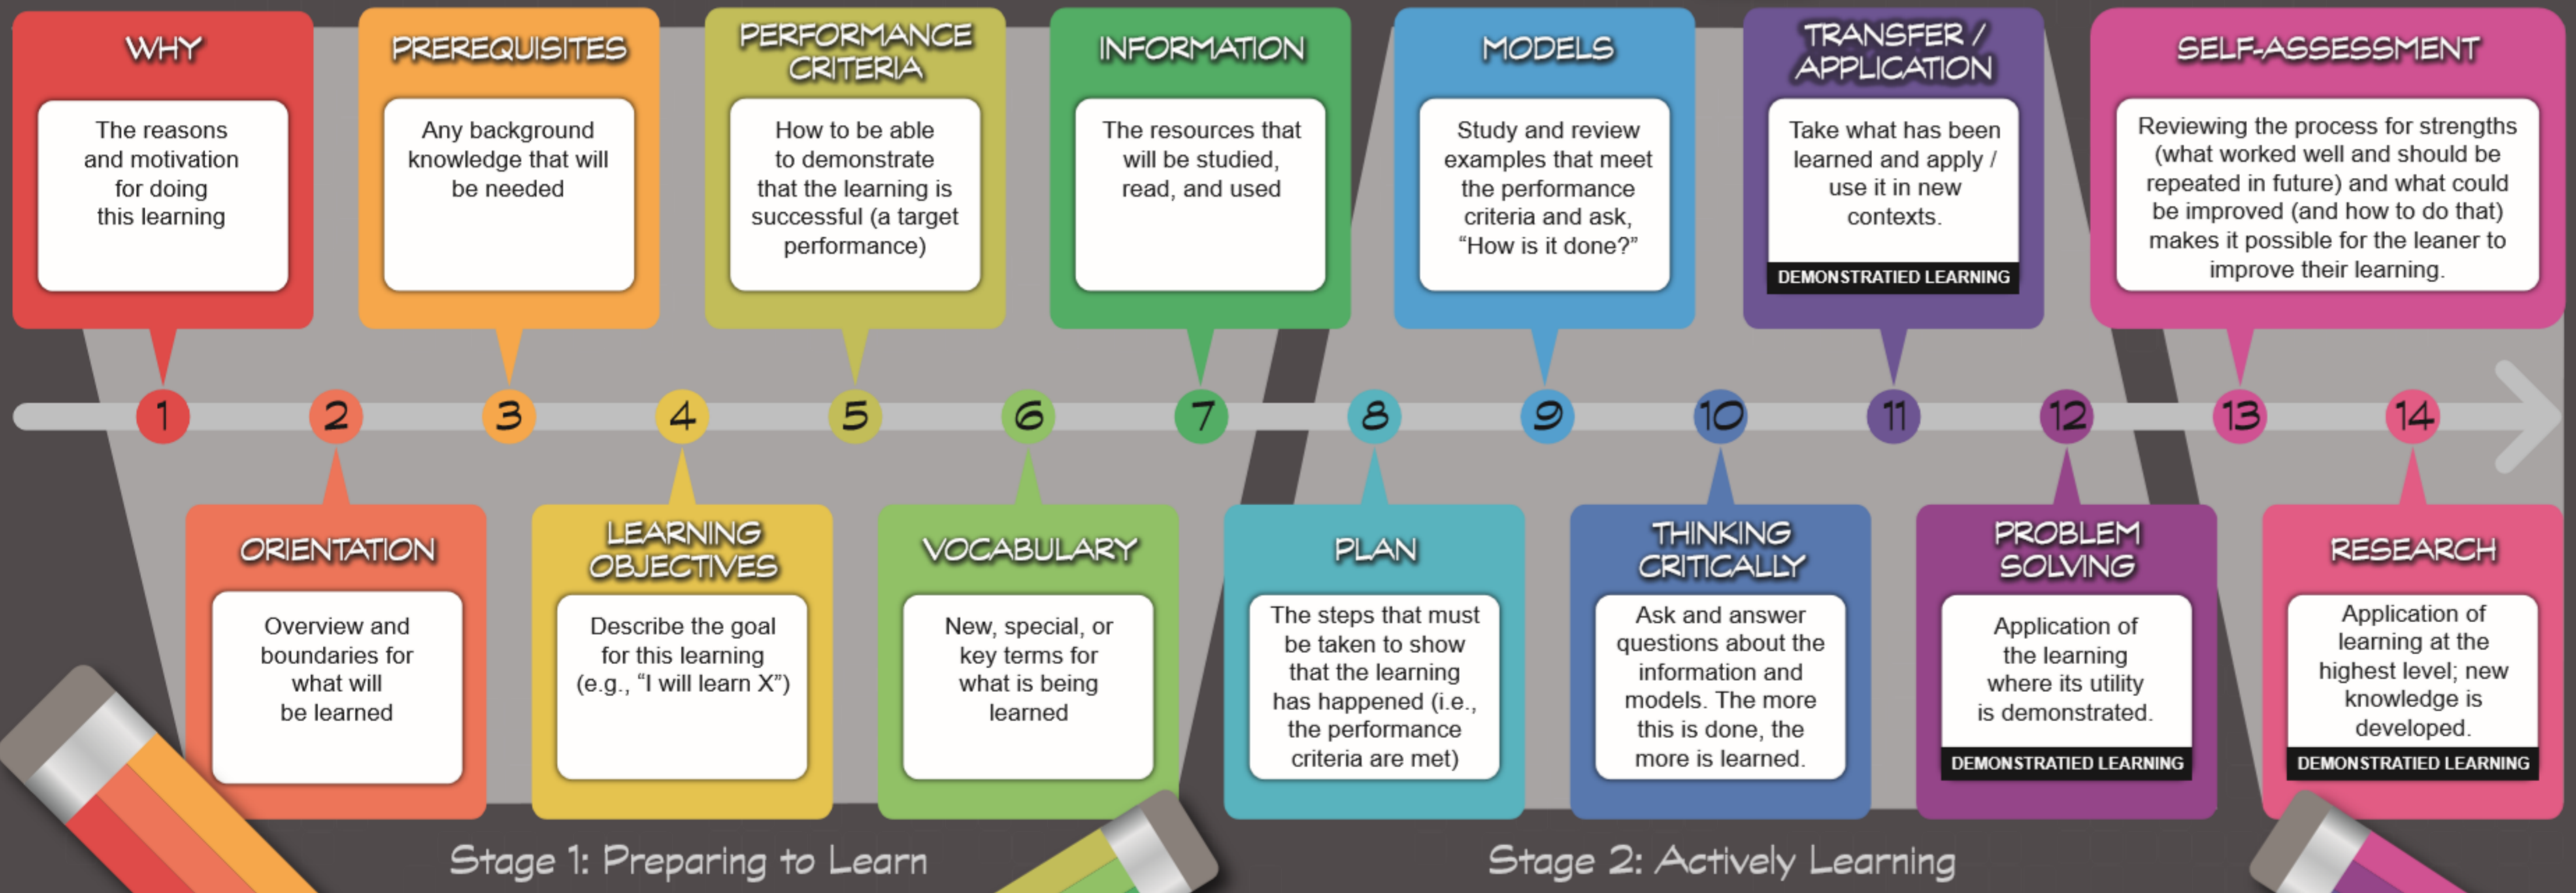 WHY
The reasons
and motivation
for doing
this learning
PREREQUISITES
Any background
knowledge that will
be needed
PERFORMANCE
CRITERIA
How to be able
to demonstrate
that the learning is
successful (a target
performance)
INFORMATION
The resources that
will be studied,
read, and used
MODELS
Study and review
examples that meet
the performance
criteria and ask,
“How is it done?”
TRANSFER /
APPLICATION
Take what has been
learned and apply /
use it in new
contexts.
DEMONSTRATIED LEARNING
SELF-ASSESSMENT
Reviewing the process for strengths
(what worked well and should be
repeated in future) and what could
be improved (and how to do that)
makes it possible for the leaner to
improve their learning.
1
2
3
4
5
6
7
8
9
10
11
12
13
14
ORIENTATION
Overview and
boundaries for
what will
be learned
LEARNING
OBJECTIVES
Describe the goal
for this learning
(e.g., “I will learn X”)
VOCABULARY
New, special, or
key terms for
what is being
learned
PLAN
The steps that must
be taken to show
that the learning
has happened (i.e.,
the performance
criteria are met)
THINKING
CRITICALLY
Ask and answer
questions about the
information and
models. The more
this is done, the
more is learned.
PROBLEM
SOLVING
Application of
the learning
where its utility
is demonstrated.
DEMONSTRATIED LEARNING
RESEARCH
Application of
learning at the
highest level; new
knowledge is
developed.
DEMONSTRATIED LEARNING
Stage 1: Preparing to Learn
Stage 2: Actively Learning